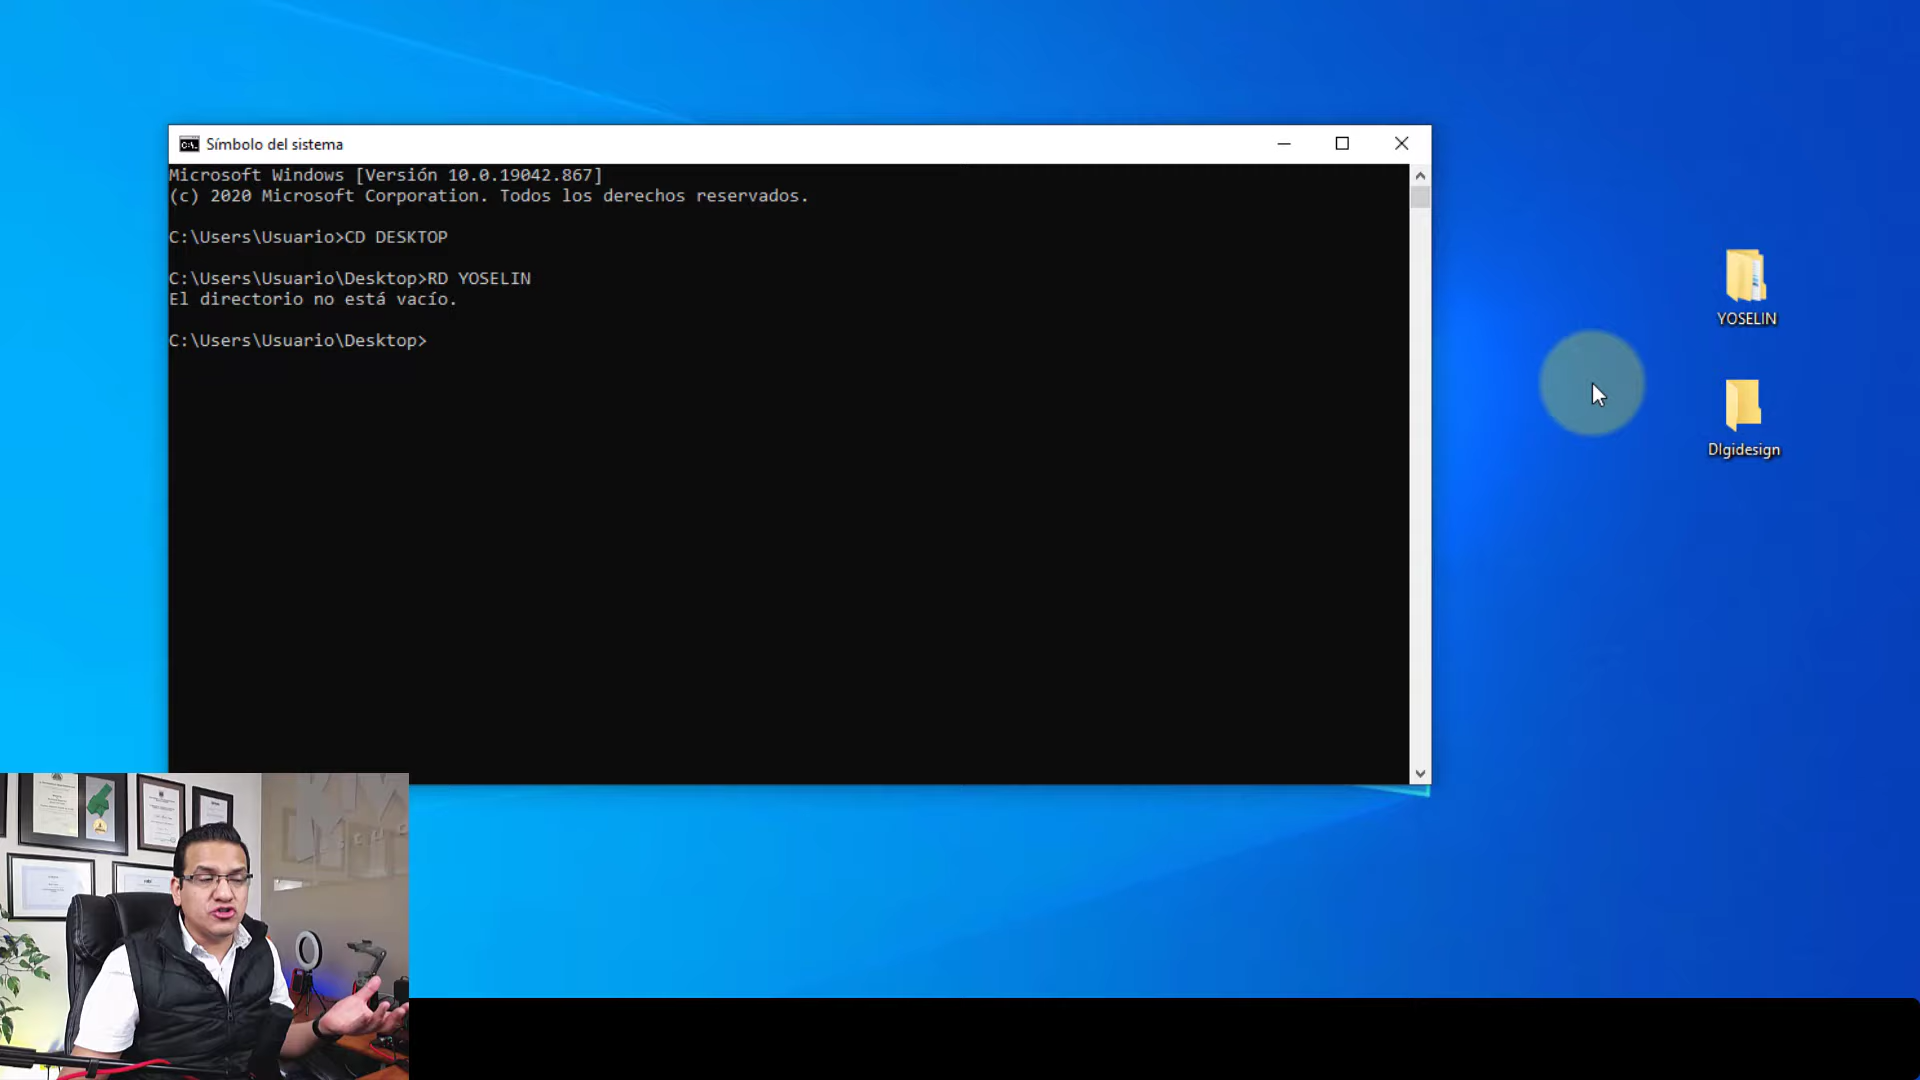 Símbolo del sistema
Microsoft Windows [Versión 10.0.19042.867]
(c) 2020 Microsoft Corporation. Todos los derechos reservados.
C:\Users\Usuario>CD DESKTOP
C:\Users\Usuario\Desktop>RD YOSELIN
El directorio no está vacío.
C:\Users\Usuario\Desktop>
YOSELIN
DIgidesign